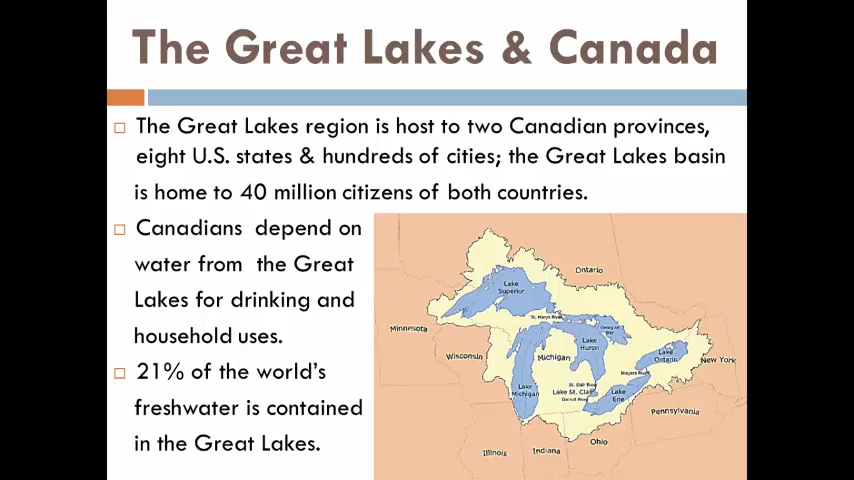 The Great Lakes & Canada
The Great Lakes region is host to two Canadian provinces,
eight U.S. states & hundreds of cities; the Great Lakes basin
is home to 40 million citizens of both countries.
Canadians depend on
water from the Great
Lakes for drinking and
household uses.
21% of the world's
freshwater is contained
in the Great Lakes.
Ontario
Lake
Superior
St. Marys River
Georgian
Bay
Minnesota
Lake
Huron
Wisconsin
Michigan
Lake
Ontario
New York
Niagara River
St. Clair River
Lake
Michigan
Lake St. Clair
Detroit River
Lake
Erie
Pennsylvania
Ohio
Illinois
Indiana